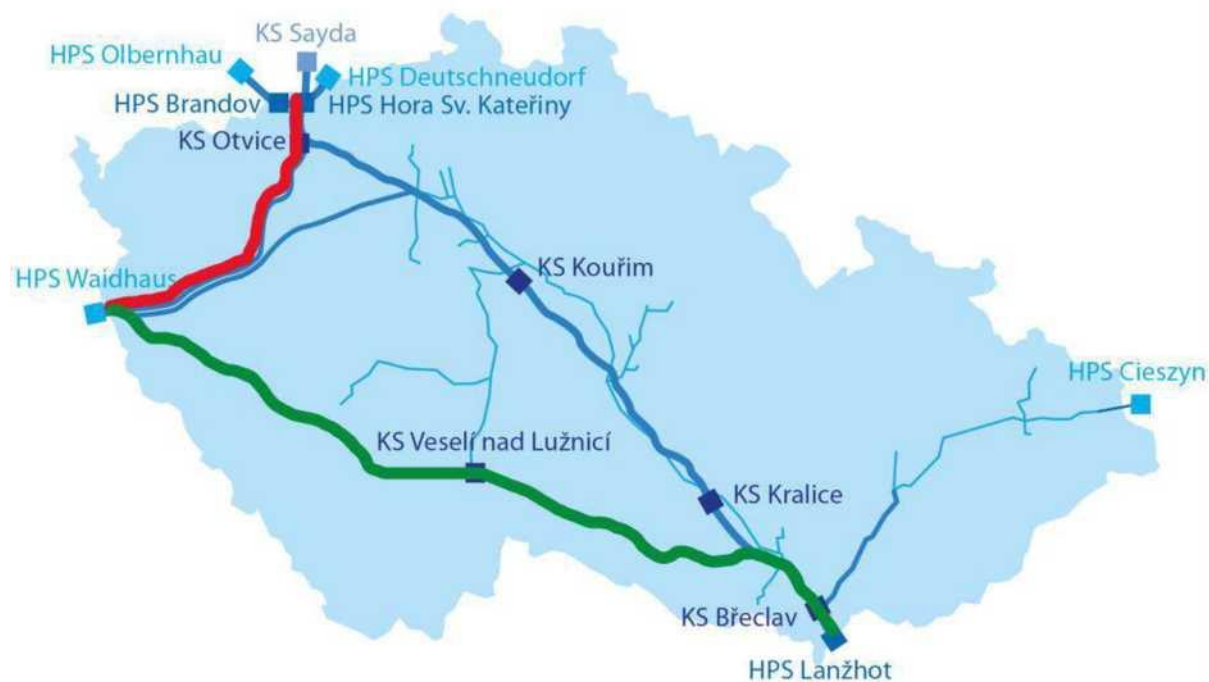 KS Sayda
HPS Olbernhau
HPS Deutschneudorf
HPS Brandov
HPS Hora Sv. Kateřiny
KS Otvice
KS Kouřim
HPS Waidhaus
HPS Cieszyn
KS Veselí nad Lužnicí
KS Kralice
KS Břeclav
HPS Lanžhot